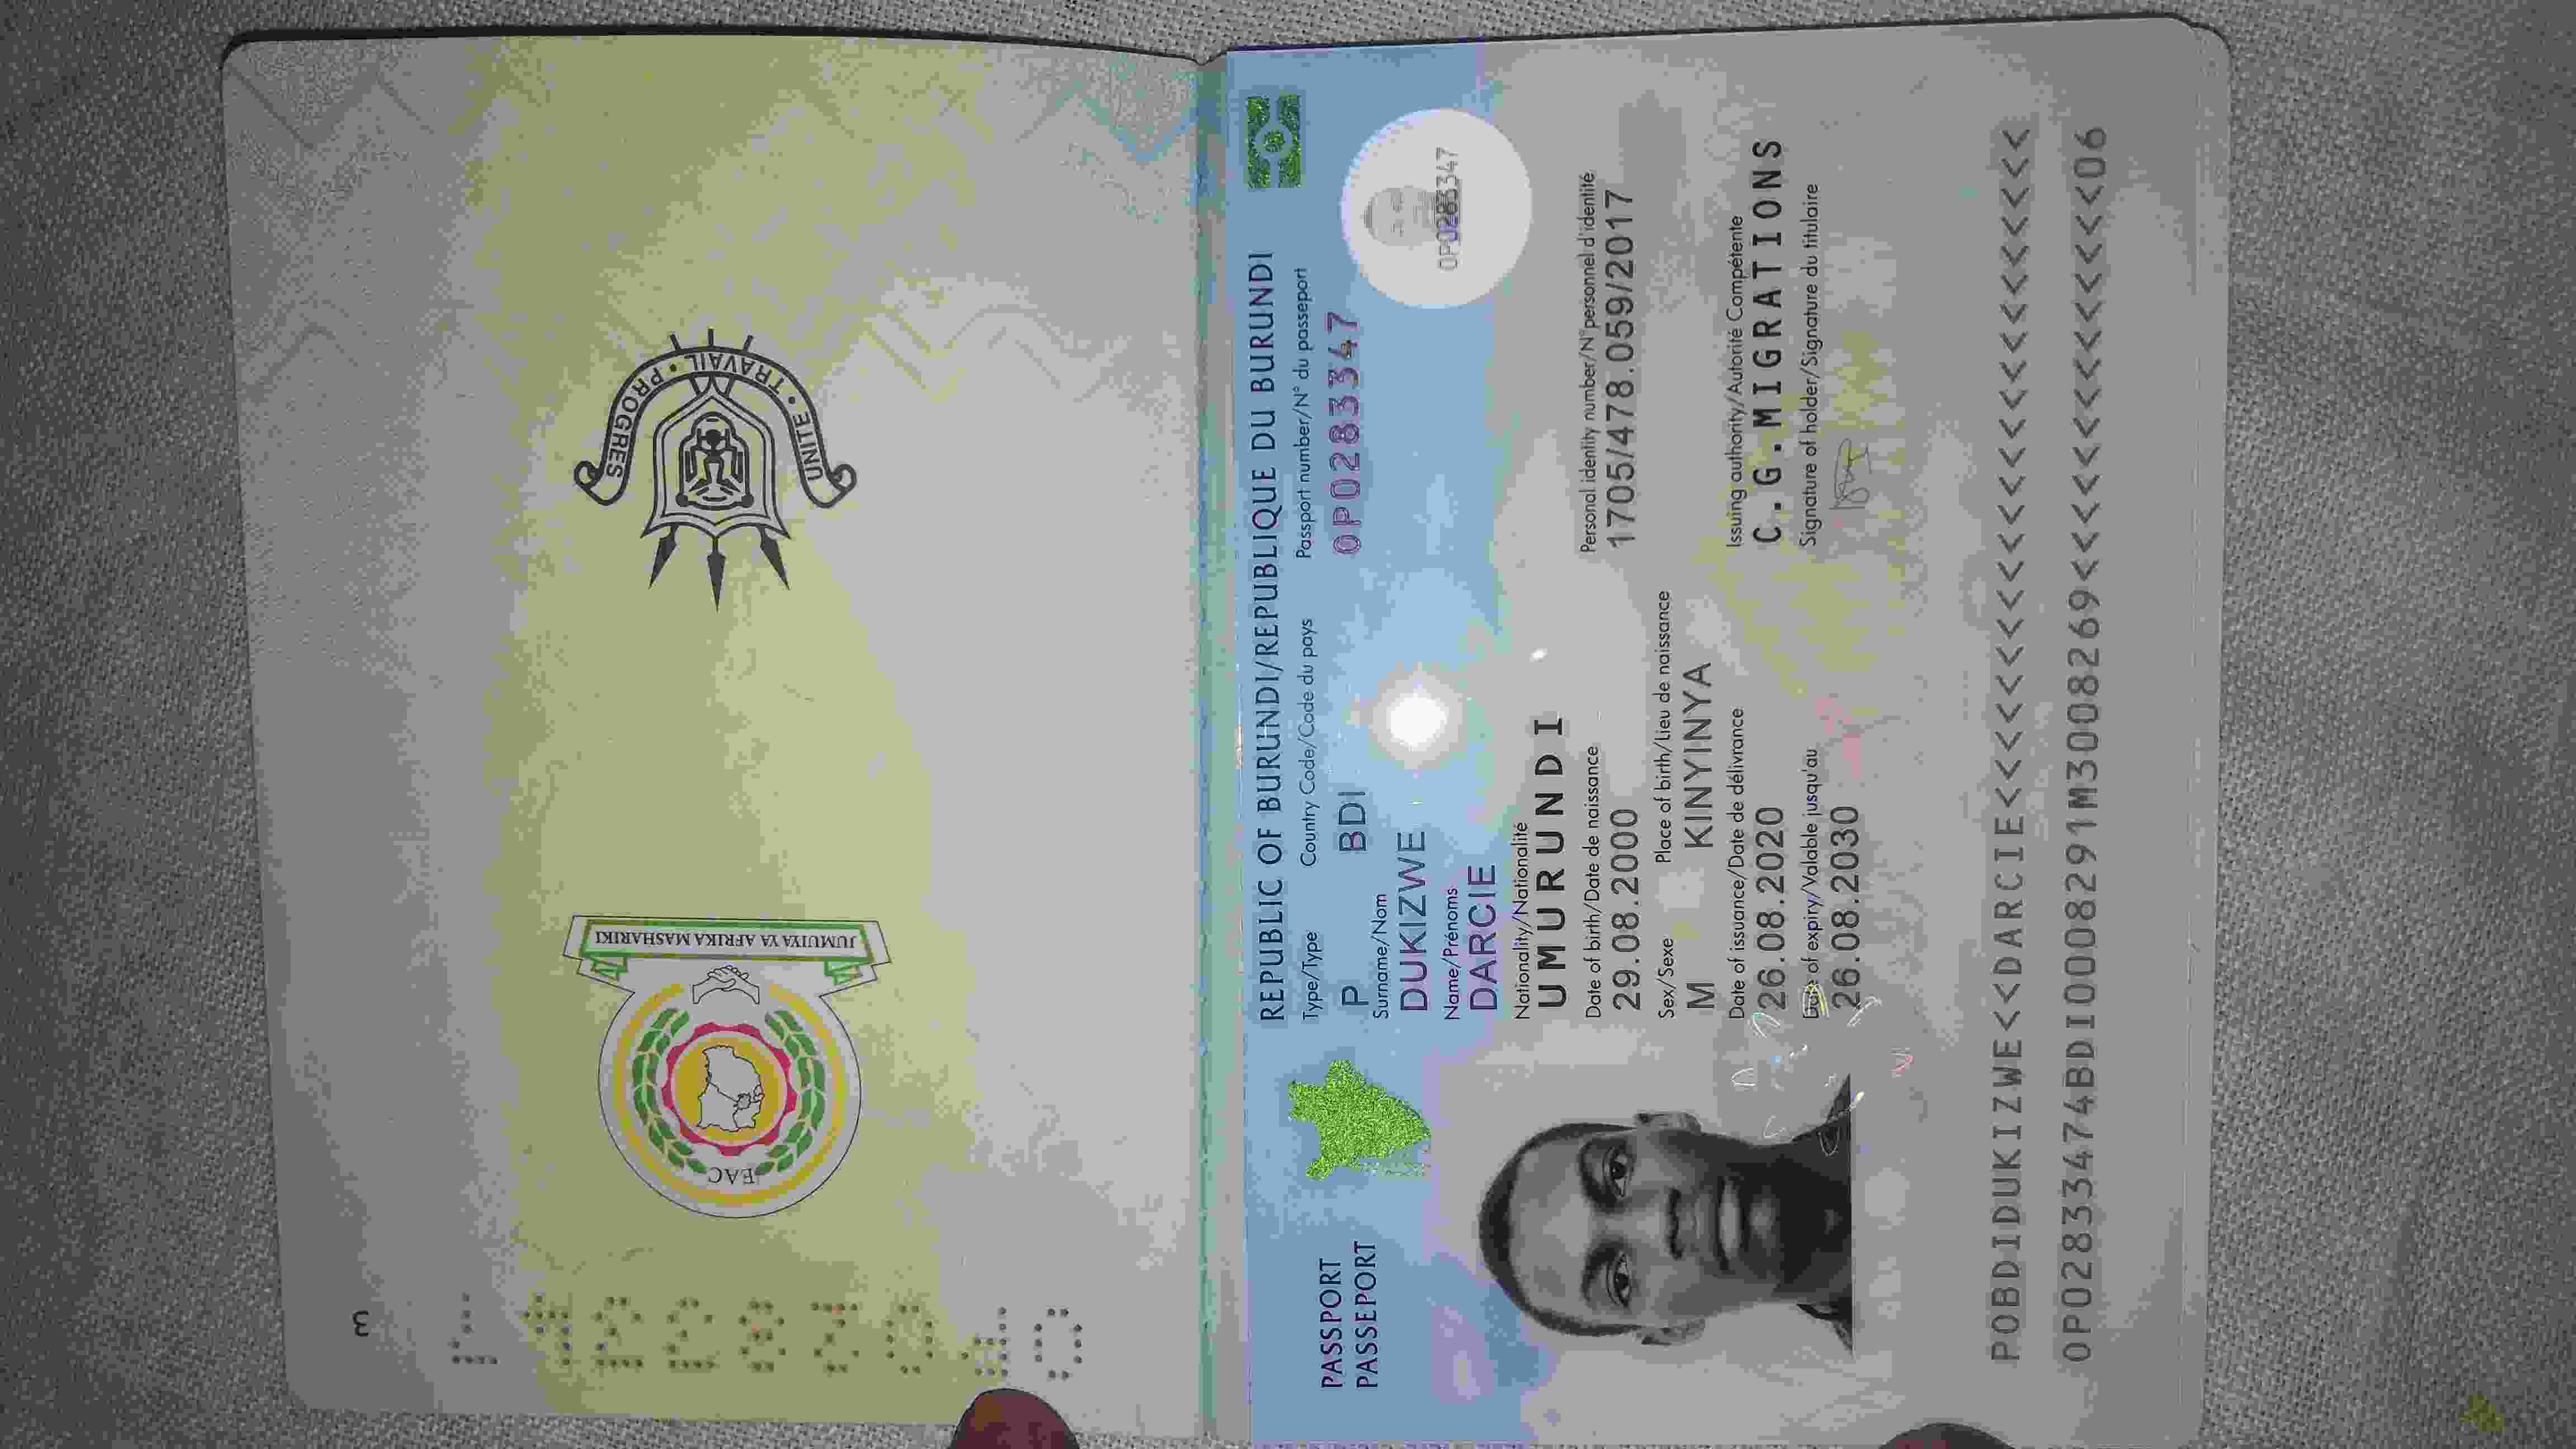 3
OP0283347
EAC
JUMUIYA YA AFRIKA MASHARIKI
UNITE • TRAVAIL • PROGRES
REPUBLIC OF BURUNDI/REPUBLIQUE DU BURUNDI
PASSPORT
PASSEPORT
Type/Type Country Code/Code du pays Passport number/N° du passeport
P BDI OP0283347
Surname/Nom
DUKIZWE
OP0283347
Name/Prénoms
DARCIE
Nationality/Nationalité
UMURUNDI
Date of birth/Date de naissance Personal identity number/N°personnel d'identité
29.08.2000 1705/478.059/2017
Sex/Sexe Place of birth/Lieu de naissance
M KINYINYA
Date of issuance/Date de délivrance Issuing authority/Autorité Compétente
26.08.2020 C.G.MIGRATIONS
Date of expiry/Valable jusqu'au Signature of holder/Signature du titulaire
26.08.2030
POBDIDUKIZWE<<DARCIE<<<<<<<<<<<<<<<<<<<<<<<<
OP02833474BDI0008291M3008269<<<<<<<<<<<<<<06